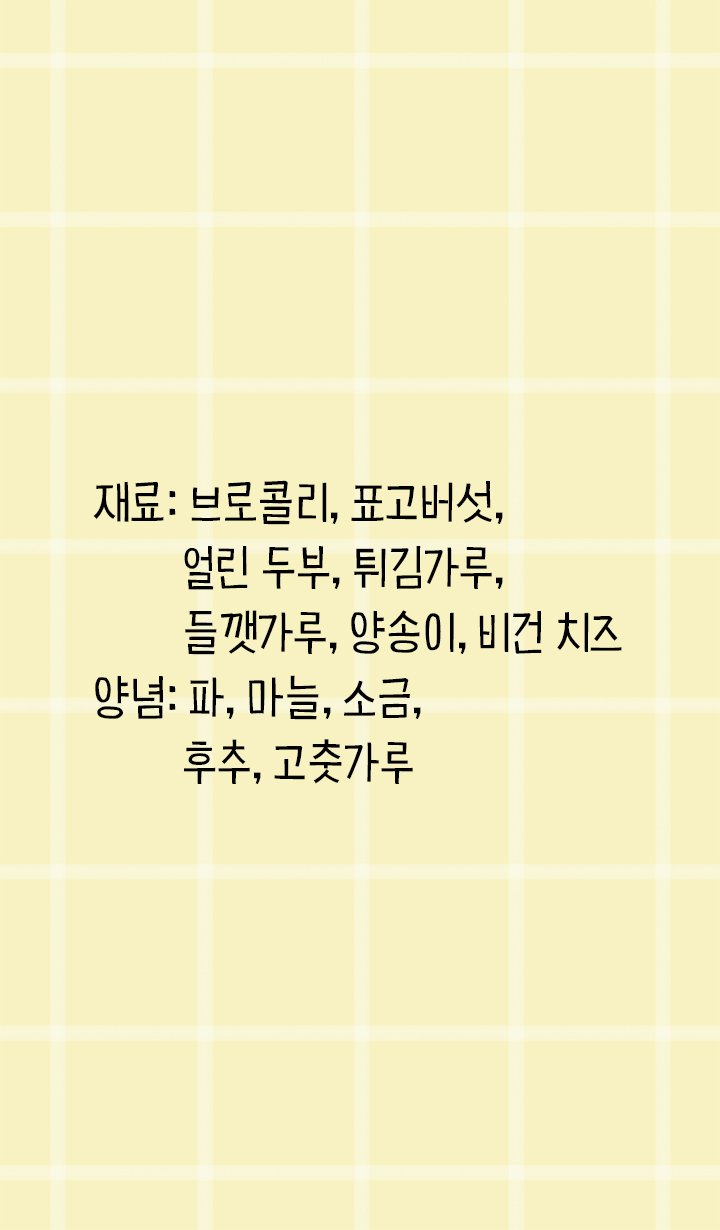 재료: 브로콜리, 표고버섯,
얼린 두부, 튀김가루,
들깻가루, 양송이, 비건 치즈
양념: 파, 마늘, 소금,
후추, 고춧가루